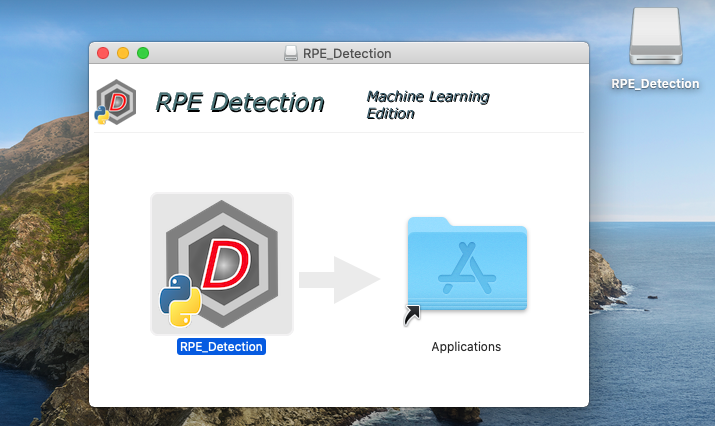 RPE_Detection
RPE_Detection
D
RPE Detection
Machine Learning
Edition
D
RPE_Detection
Applications